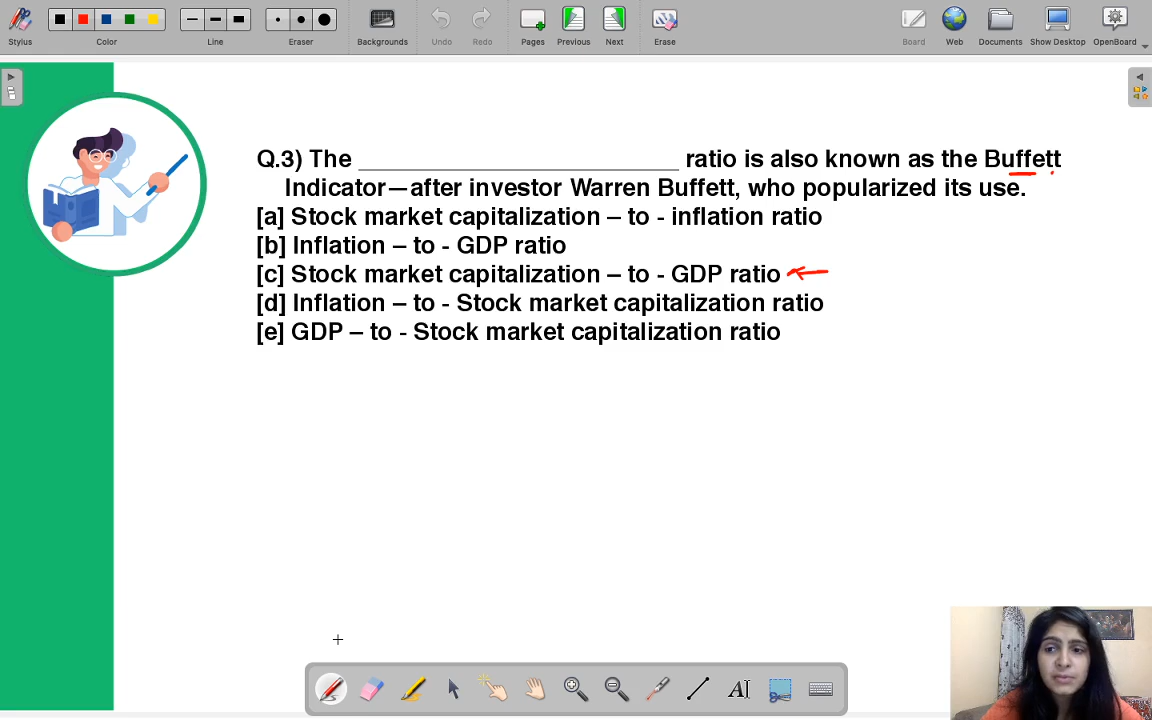 Stylus
Color
Line
Eraser
Backgrounds
Undo
Redo
Pages
Previous
Next
Erase
Board
Web
Documents
Show Desktop
OpenBoard
Q.3) The ____________________________ ratio is also known as the Buffett
Indicator—after investor Warren Buffett, who popularized its use.
[a] Stock market capitalization – to - inflation ratio
[b] Inflation – to - GDP ratio
[c] Stock market capitalization – to - GDP ratio
[d] Inflation – to - Stock market capitalization ratio
[e] GDP – to - Stock market capitalization ratio
AI